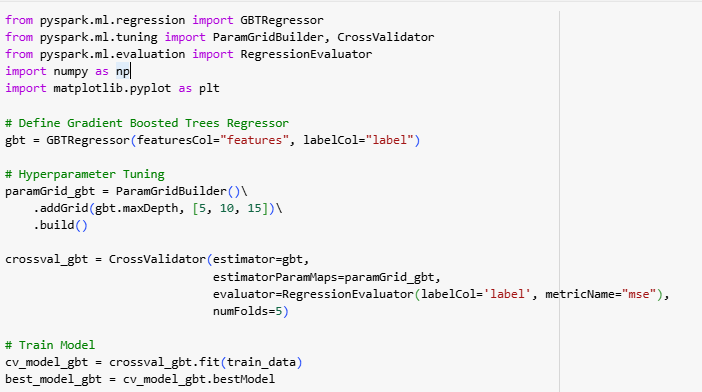 from pyspark.ml.regression import GBTRegressor
from pyspark.ml.tuning import ParamGridBuilder, CrossValidator
from pyspark.ml.evaluation import RegressionEvaluator
import numpy as np
import matplotlib.pyplot as plt

# Define Gradient Boosted Trees Regressor
gbt = GBTRegressor(featuresCol="features", labelCol="label")

# Hyperparameter Tuning
paramGrid_gbt = ParamGridBuilder()\
    .addGrid(gbt.maxDepth, [5, 10, 15])\
    .build()

crossval_gbt = CrossValidator(estimator=gbt,
                              estimatorParamMaps=paramGrid_gbt,
                              evaluator=RegressionEvaluator(labelCol='label', metricName="mse"),
                              numFolds=5)

# Train Model
cv_model_gbt = crossval_gbt.fit(train_data)
best_model_gbt = cv_model_gbt.bestModel